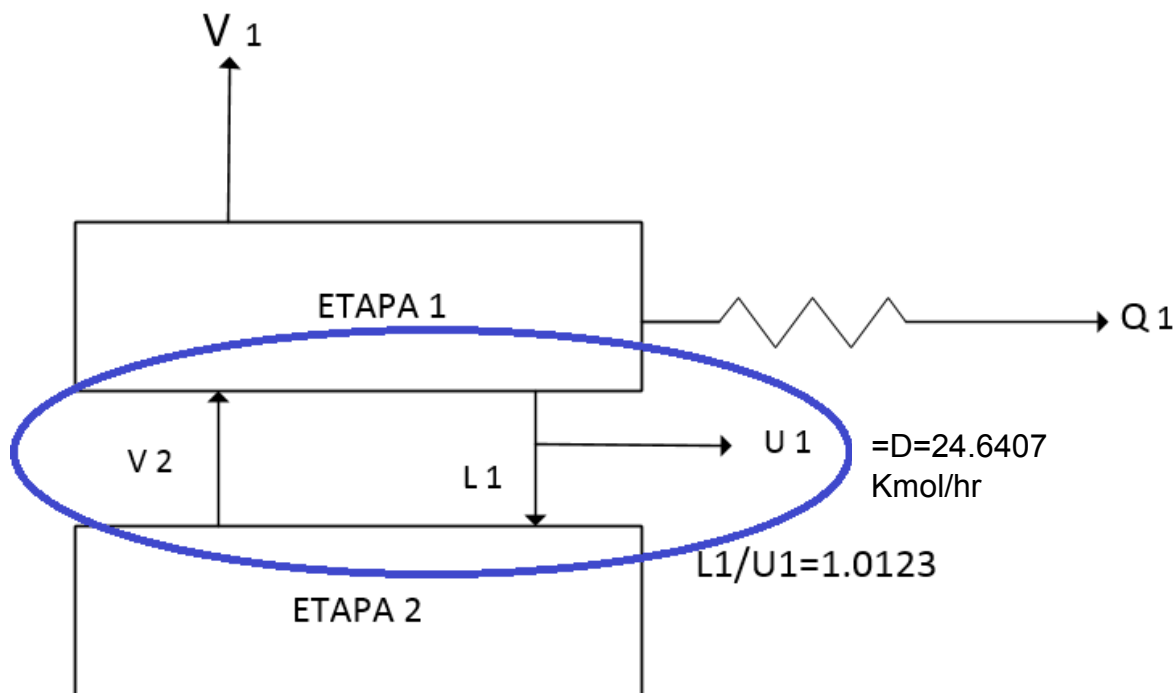 V 1
ETAPA 1
Q 1
V 2
L 1
U 1
=D=24.6407
Kmol/hr
L1/U1=1.0123
ETAPA 2